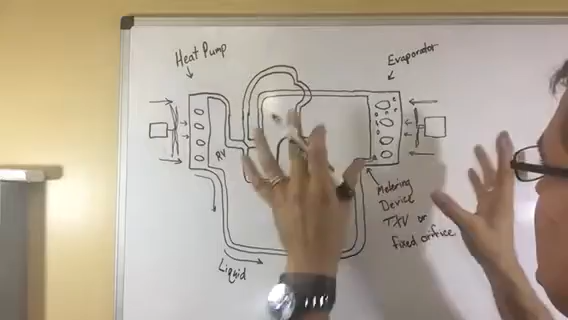 Heat Pump
Evaporator
RV
Metering
Device
TXV or
fixed orifice.
Liquid